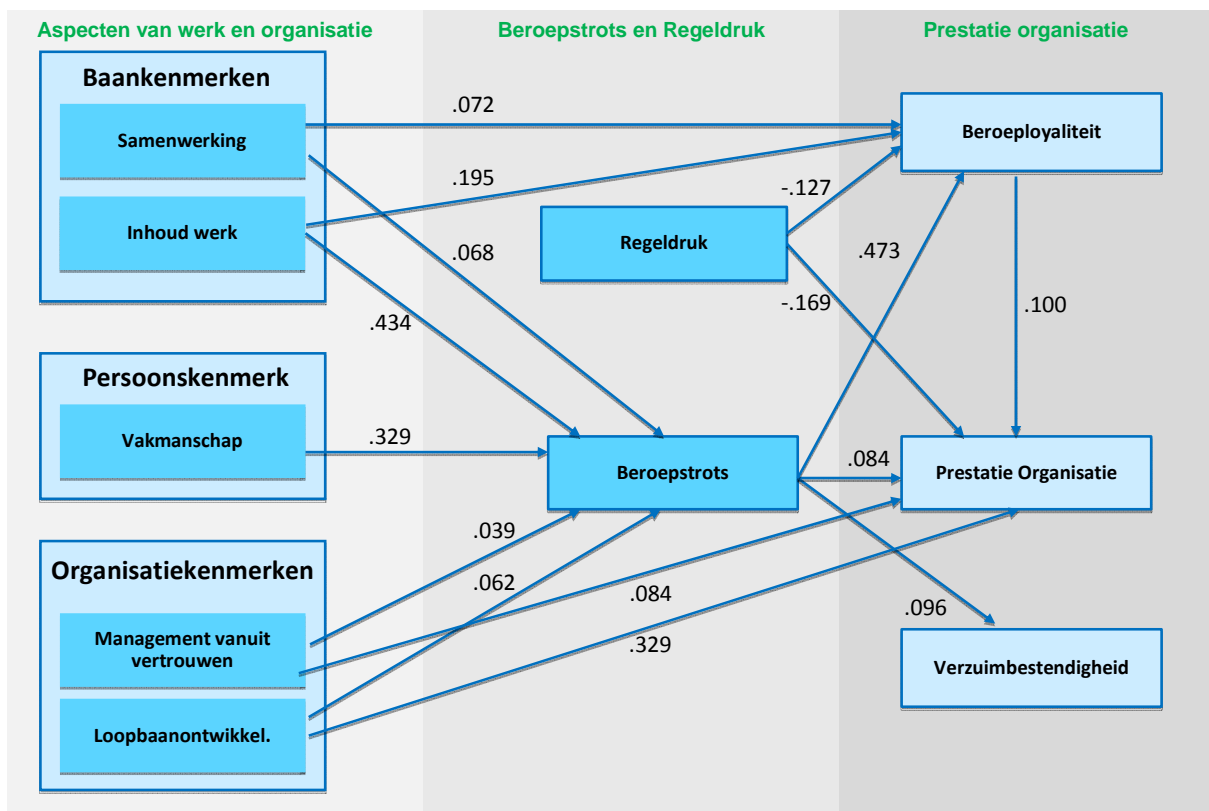 Aspecten van werk en organisatie
Beroepstrots en Regeldruk
Prestatie organisatie
Baankenmerken
Samenwerking
Inhoud werk
.072
.195
.068
.434
Regeldruk
-.127
-.169
.473
Beroeployaliteit
.100
Persoonskenmerk
Vakmanschap
.329
Beroepstrots
.084
Prestatie Organisatie
Organisatiekenmerken
Management vanuit
vertrouwen
Loopbaanontwikkel.
.039
.062
.084
.329
.096
Verzuimbestendigheid